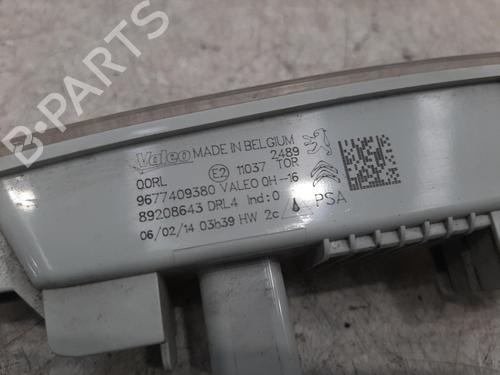 Valeo MADE IN BELGIUM 2489
00RL E2 11037 TOR
9677409380 VALEO 0H-16
89208643 DRL4 Ind:0 PSA
06/02/14 03h39 HW 2c
B-PARTS